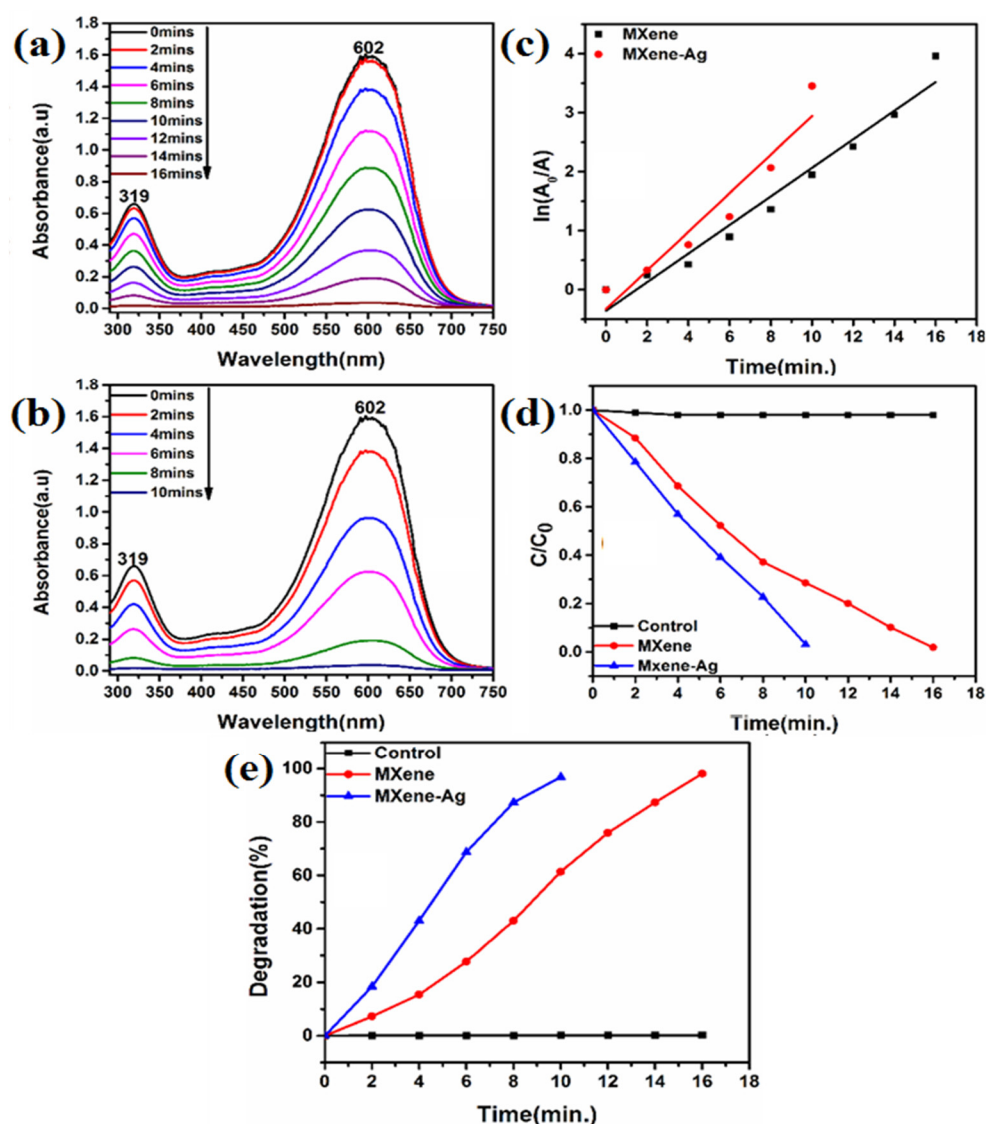 (a)
1.8
1.6
1.4
1.2
1.0
0.8
0.6
0.4
0.2
0.0
Absorbance(a.u)
0mins
2mins
4mins
6mins
8mins
10mins
12mins
14mins
16mins
319
602
300 350 400 450 500 550 600 650 700 750
Wavelength(nm)
(c)
MXene
MXene-Ag
4
3
2
1
0
ln(A0/A)
0 2 4 6 8 10 12 14 16 18
Time(min.)
(b)
1.8
1.6
1.4
1.2
1.0
0.8
0.6
0.4
0.2
0.0
Absorbance(a.u)
0mins
2mins
4mins
6mins
8mins
10mins
319
602
300 350 400 450 500 550 600 650 700 750
Wavelength(nm)
(d)
1.0
0.8
0.6
0.4
0.2
0.0
C/C0
Control
MXene
Mxene-Ag
0 2 4 6 8 10 12 14 16 18
Time(min.)
(e)
Control
MXene
MXene-Ag
100
80
60
40
20
0
Degradation(%)
0 2 4 6 8 10 12 14 16 18
Time(min.)